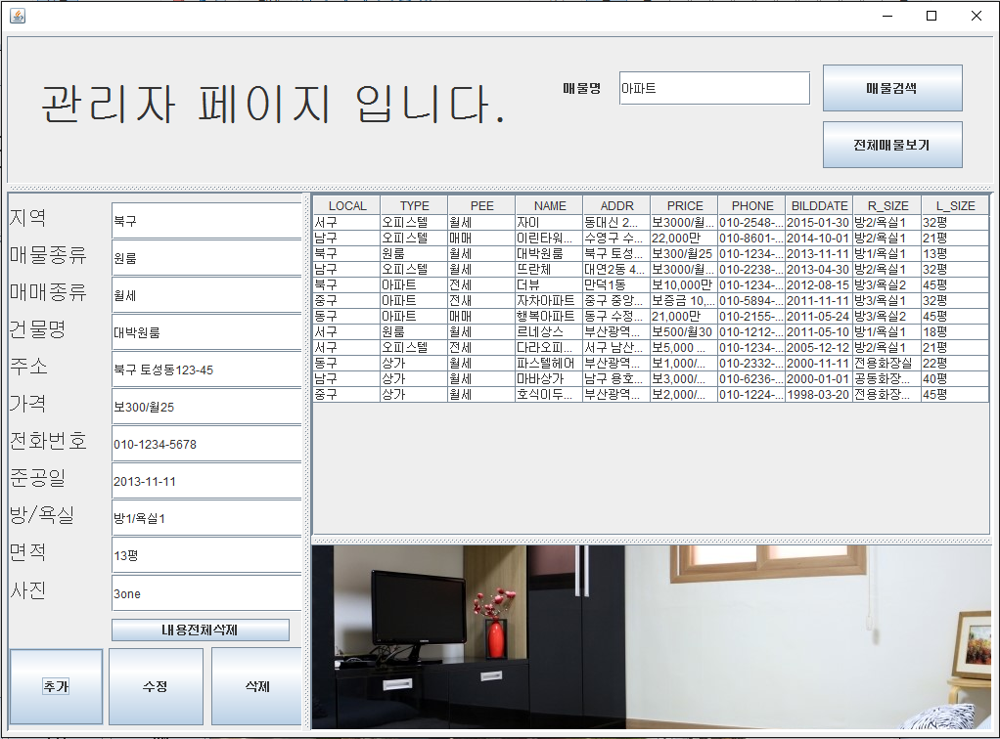 관리자 페이지 입니다.
매물명 아파트 매물검색
전체매물보기
지역 북구
매물종류 원룸
매매종류 월세
건물명 대박원룸
주소 북구 토성동123-45
가격 보300/월25
전화번호 010-1234-5678
준공일 2013-11-11
방/욕실 방1/욕실1
면적 13평
사진 3one
내용전체삭제
추가 수정 삭제
LOCAL TYPE PEE NAME ADDR PRICE PHONE BILDDATE R_SIZE L_SIZE
서구 오피스텔 월세 자이 동대신 2... 보3000/월... 010-2548-... 2015-01-30 방2/욕실1 32평
남구 오피스텔 매매 이린타워... 수영구 수... 22,000만 010-8601-... 2014-10-01 방2/욕실1 21평
북구 원룸 월세 대박원룸 북구 토성... 보300/월25 010-1234-... 2013-11-11 방1/욕실1 13평
남구 오피스텔 월세 뜨란체 대연2동 4... 보3000/월... 010-2238-... 2013-04-30 방2/욕실1 32평
북구 아파트 전세 더뷰 만덕1동 보10,000만 010-1234-... 2012-08-15 방3/욕실2 45평
중구 아파트 전세 자차아파트 중구 중앙... 보증금 10,... 010-5894-... 2011-11-11 방3/욕실1 32평
동구 아파트 매매 행복아파트 동구 수정... 21,000만 010-2155-... 2011-05-24 방3/욕실2 45평
서구 원룸 월세 르네상스 부산광역... 보500/월30 010-1212-... 2011-05-10 방1/욕실1 18평
서구 오피스텔 전세 다라오피... 서구 남산... 보5,000 ... 010-1234-... 2005-12-12 방2/욕실1 21평
동구 상가 월세 파스텔헤어 부산광역... 보1,000/... 010-2332-... 2000-11-11 전용화장실 22평
남구 상가 월세 마바상가 남구 용호... 보3,000/... 010-6236-... 2000-01-01 공동화장... 40평
중구 상가 월세 호식이두... 부산광역... 보2,000/... 010-1224-... 1998-03-20 전용화장... 45평